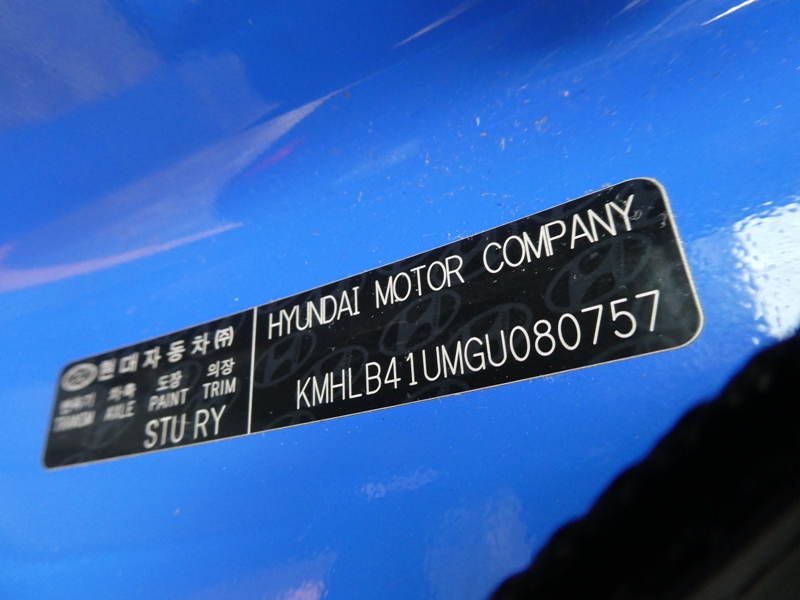 현대자동차㈜
변속기 차축 도장 의장
TRANSM AXLE PAINT TRIM
STU RY
HYUNDAI MOTOR COMPANY
KMHLB41UMGU080757